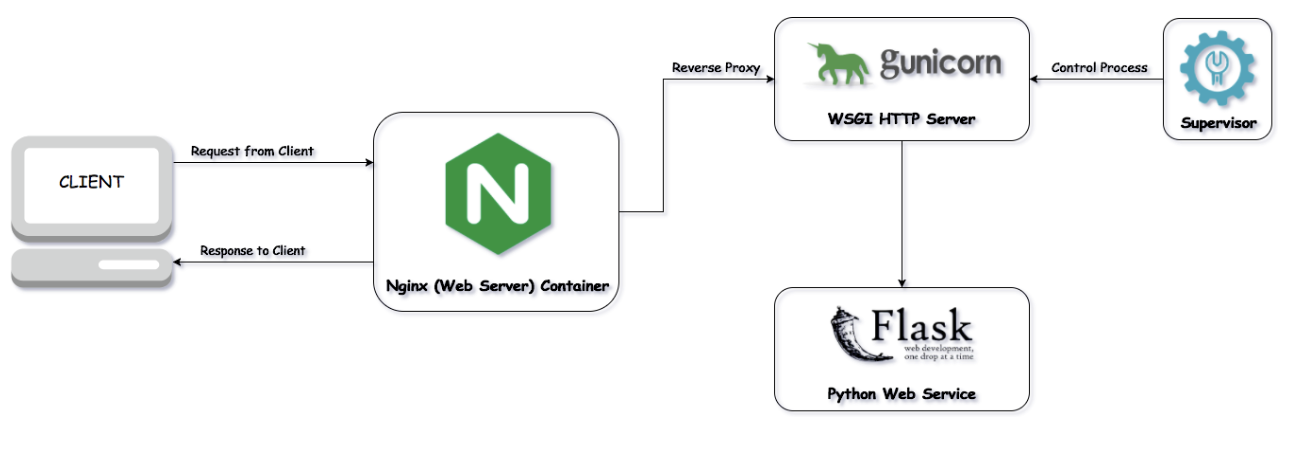 CLIENT
Request from Client
Response to Client
N
Nginx (Web Server) Container
Reverse Proxy
gunicorn
WSGI HTTP Server
Control Process
Supervisor
Flask
web development,
one drop at a time
Python Web Service